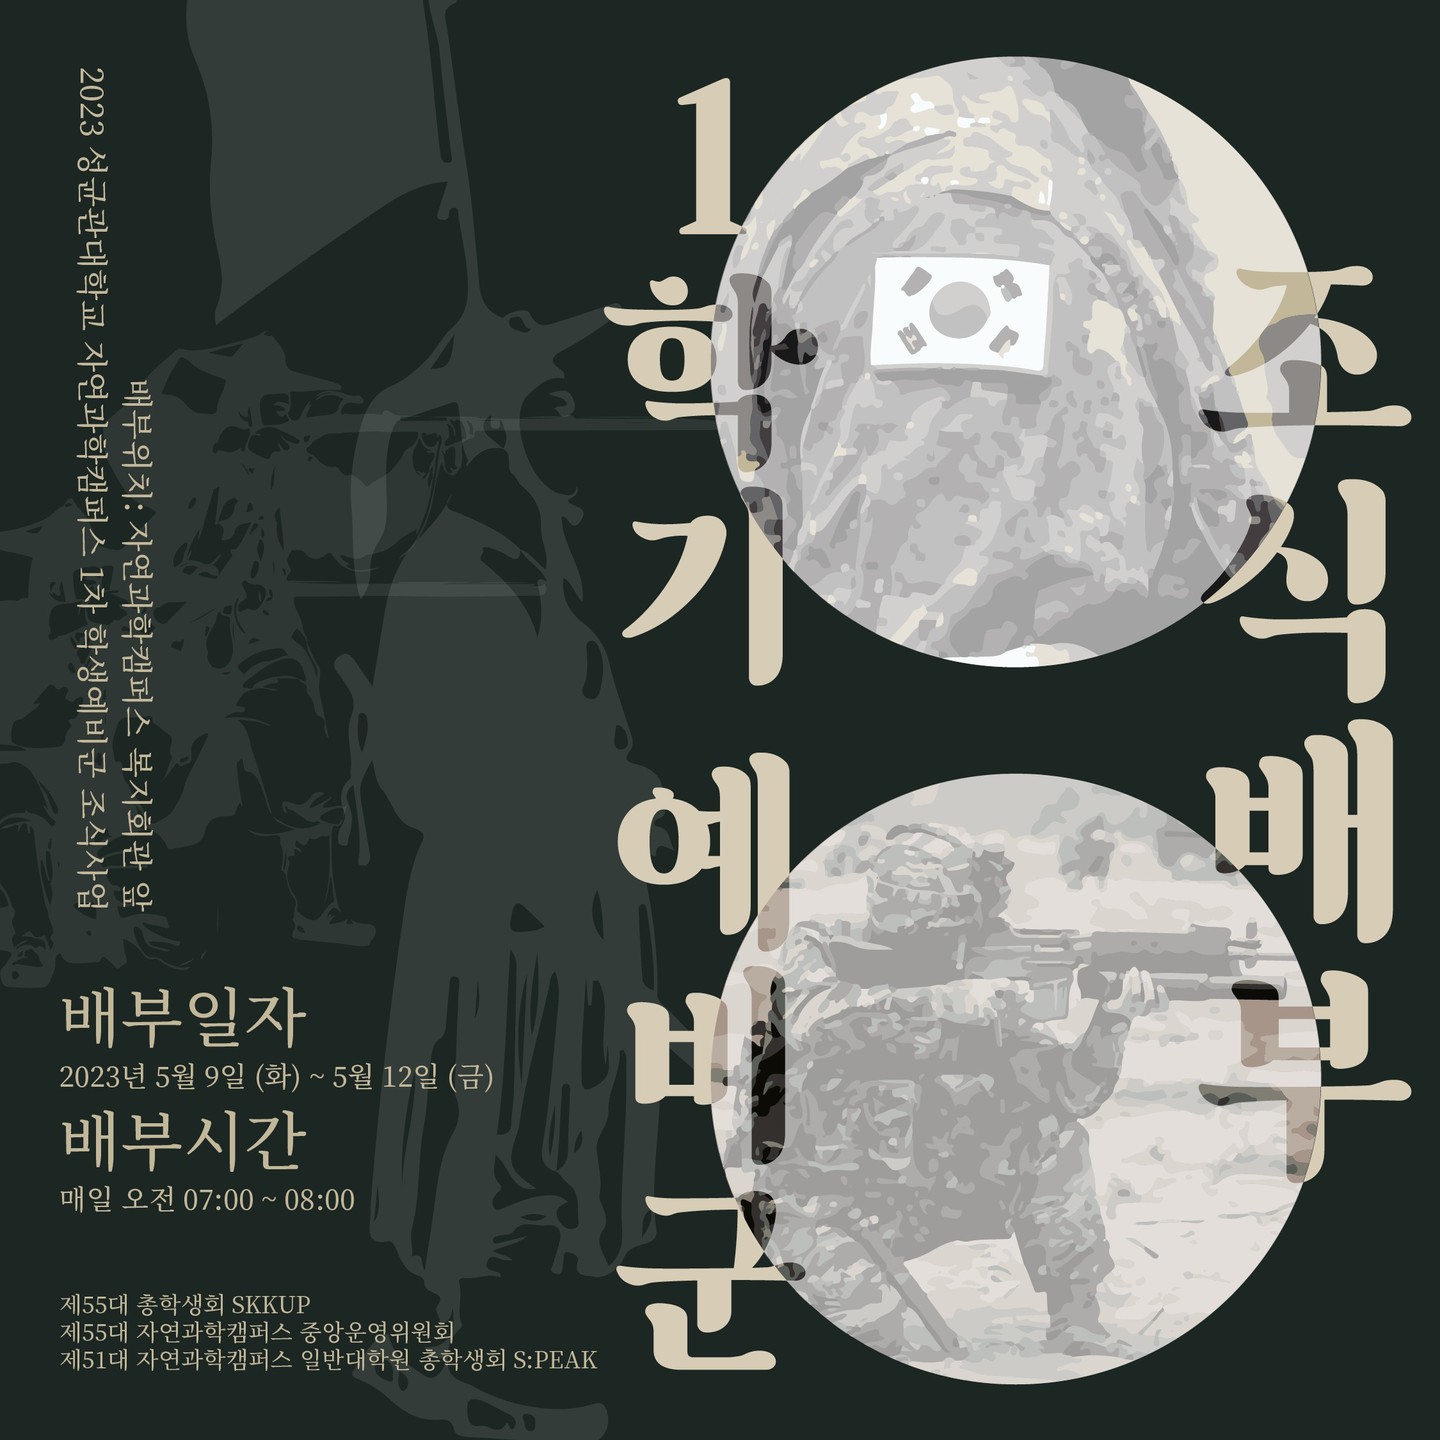 1학기 예비군
조식 배부
2023 성균관대학교 자연과학캠퍼스 1차 학생예비군 조식사업
배부위치: 자연과학캠퍼스 복지회관 앞
배부일자
2023년 5월 9일 (화) ~ 5월 12일 (금)
배부시간
매일 오전 07:00 ~ 08:00
제55대 총학생회 SKKUP
제55대 자연과학캠퍼스 중앙운영위원회
제51대 자연과학캠퍼스 일반대학원 총학생회 S:PEAK